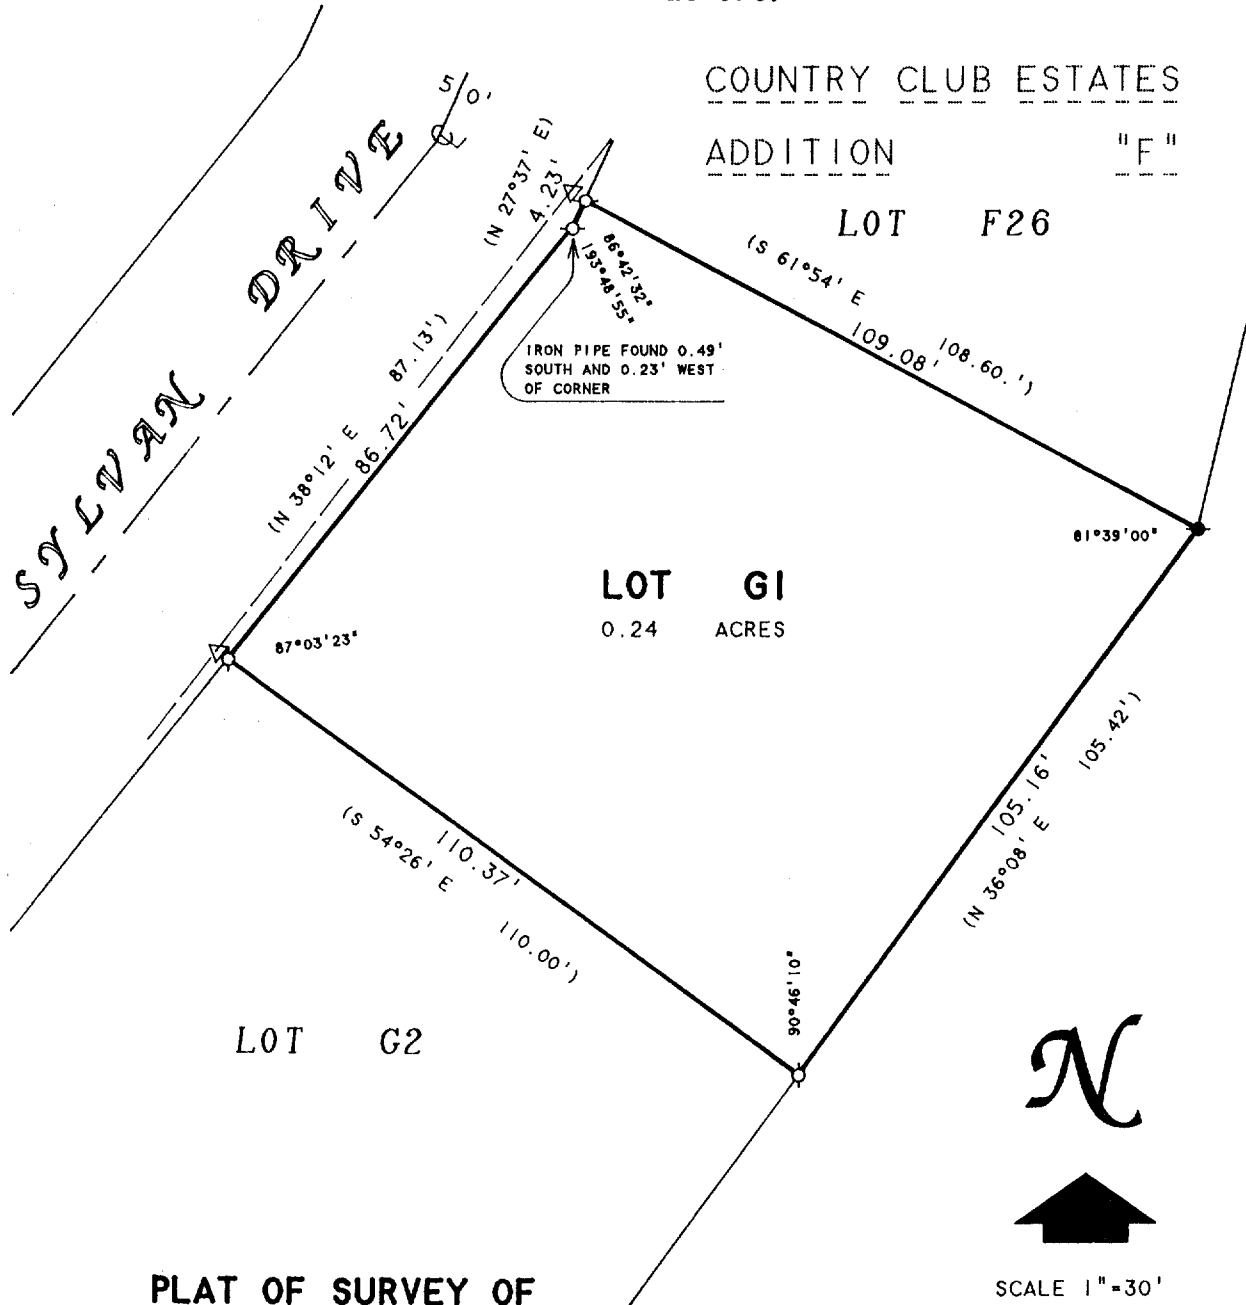 COUNTRY CLUB ESTATES
ADDITION "F"
LOT F26
50'
SYLVAN DRIVE
(N 27°37' E)
4.23'
86°42'32"
193°48'55"
(S 61°54' E 108.60.')
109.08'
IRON PIPE FOUND 0.49'
SOUTH AND 0.23' WEST
OF CORNER
(N 38°12' E 87.13')
86.72'
81°39'00"
LOT G1
0.24 ACRES
87°03'23"
105.16'
(N 36°08' E 105.42')
110.37'
(S 54°26' E 110.00')
90°46'10"
LOT G2
N
PLAT OF SURVEY OF
SCALE 1"=30'